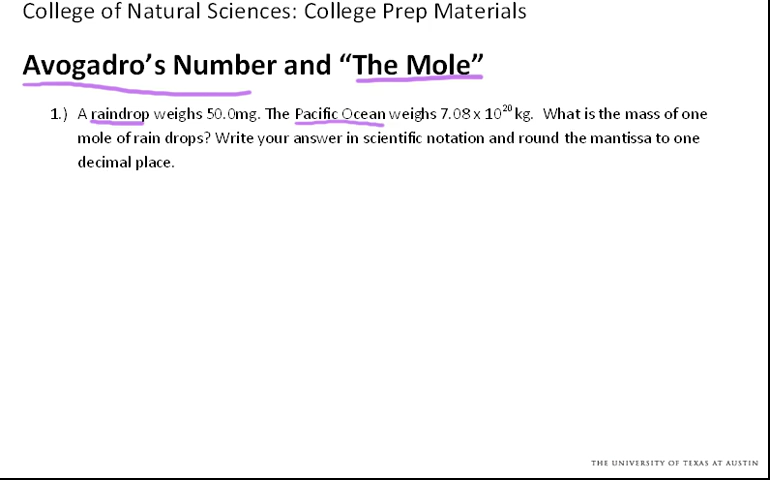 College of Natural Sciences: College Prep Materials
Avogadro’s Number and “The Mole”
1.) A raindrop weighs 50.0mg. The Pacific Ocean weighs 7.08 x 10²⁰ kg. What is the mass of one
mole of rain drops? Write your answer in scientific notation and round the mantissa to one
decimal place.
THE UNIVERSITY OF TEXAS AT AUSTIN